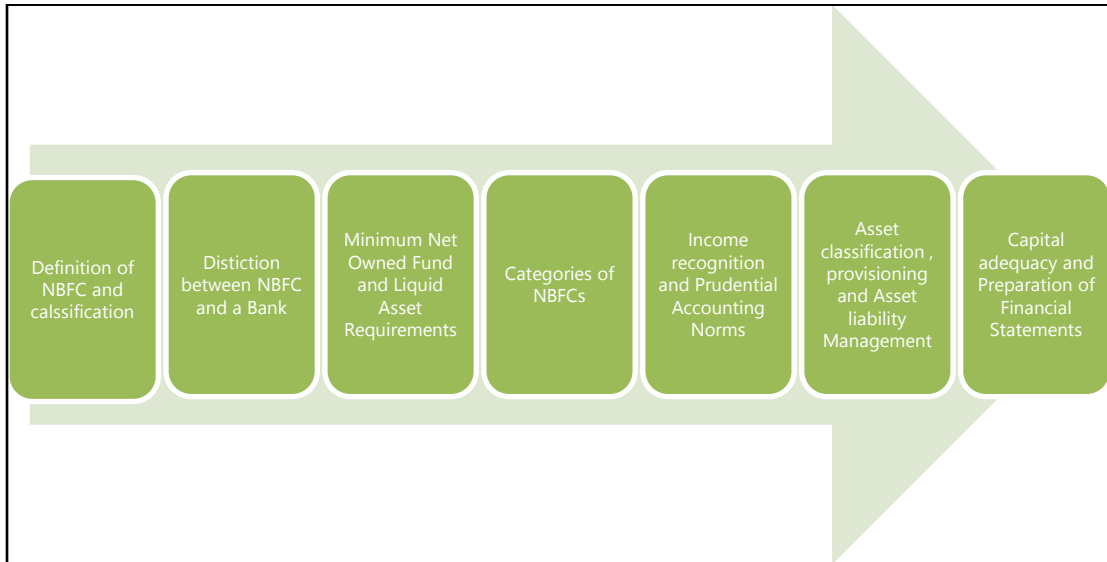 Definition of
NBFC and
calssification
Distiction
between NBFC
and a Bank
Minimum Net
Owned Fund
and Liquid
Asset
Requirements
Categories of
NBFCs
Income
recognition
and Prudential
Accounting
Norms
Asset
classification ,
provisioning
and Asset
liability
Management
Capital
adequacy and
Preparation of
Financial
Statements